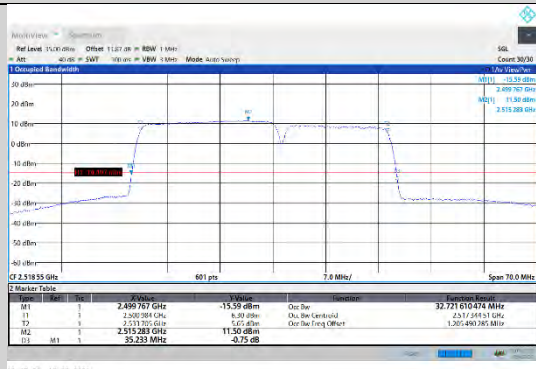 MultiView Spectrum
Ref Level 35.00 dBm Offset 11.87 dB RBW 1 MHz SGL
Att 40 dB SWT 100 ms VBW 3 MHz Mode Auto Sweep Count 30/30
1 Occupied Bandwidth 1Av ViewPwr
M1[1] -15.59 dBm
2.499 767 GHz
M2[1] 11.50 dBm
2.515 283 GHz
30 dBm
20 dBm
10 dBm
0 dBm
-10 dBm
-20 dBm
-30 dBm
-40 dBm
-50 dBm
-60 dBm
CF 2.518 55 GHz 601 pts 7.0 MHz/ Span 70.0 MHz
2 Marker Table
Type Ref Trc X-Value Y-Value Function Function Result
M1 1 2.499 767 GHz -15.59 dBm Occ Bw 32.721 610 474 MHz
T1 1 2.500 984 GHz 6.30 dBm Occ Bw Centroid 2.517 344 51 GHz
T2 1 2.533 705 GHz 5.65 dBm Occ Bw Freq Offset -1.205 490 285 MHz
M2 1 2.515 283 GHz 11.50 dBm
D3 M1 1 35.233 MHz -0.75 dB